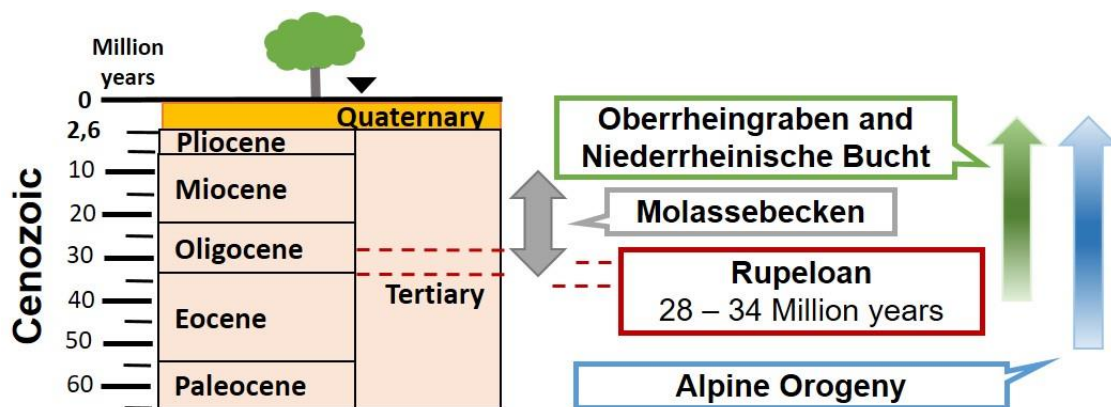 Million
years
0
2,6
10
20
30
40
50
60
Cenozoic
Quaternary
Pliocene
Miocene
Oligocene
Tertiary
Eocene
Paleocene
Oberrheingraben and
Niederrheinische Bucht
Molassebecken
Rupeloan
28 – 34 Million years
Alpine Orogeny